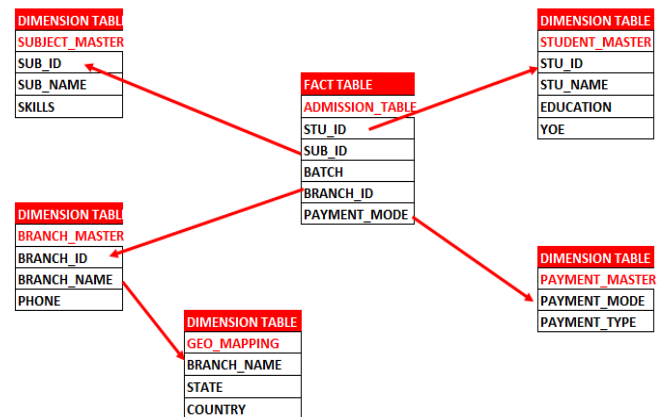 DIMENSION TABLE
SUBJECT_MASTER
SUB_ID
SUB_NAME
SKILLS
DIMENSION TABLE
STUDENT_MASTER
STU_ID
STU_NAME
EDUCATION
YOE
FACT TABLE
ADMISSION_TABLE
STU_ID
SUB_ID
BATCH
BRANCH_ID
PAYMENT_MODE
DIMENSION TABLE
BRANCH_MASTER
BRANCH_ID
BRANCH_NAME
PHONE
DIMENSION TABLE
PAYMENT_MASTER
PAYMENT_MODE
PAYMENT_TYPE
DIMENSION TABLE
GEO_MAPPING
BRANCH_NAME
STATE
COUNTRY